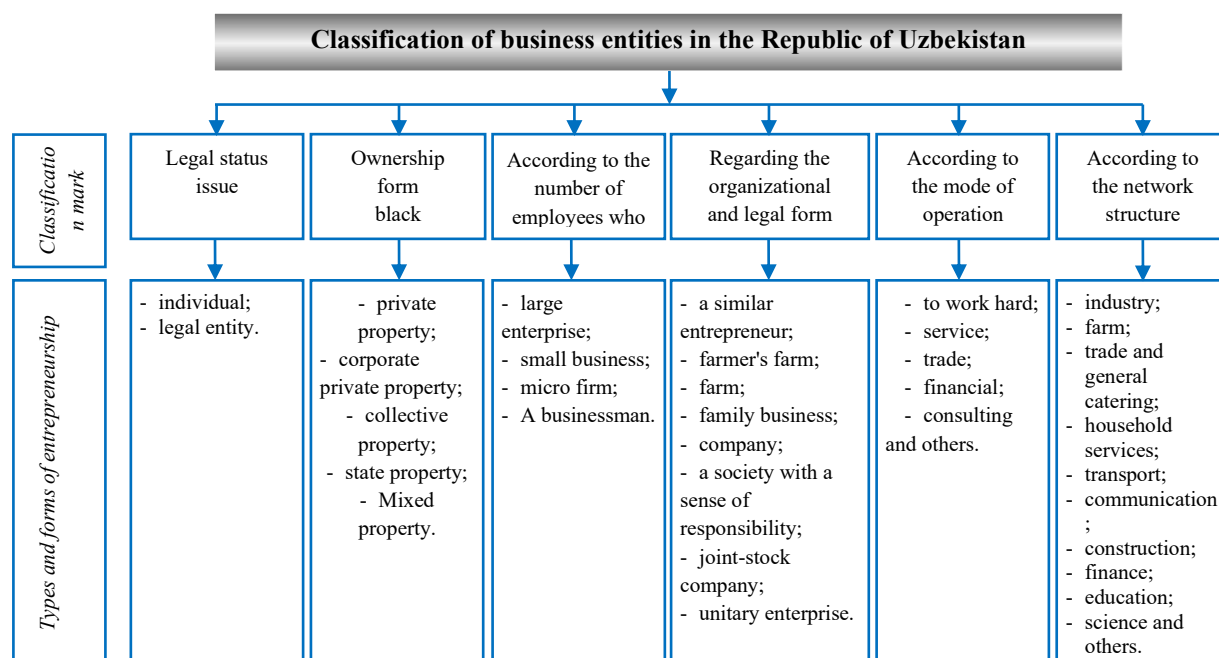 Classification of business entities in the Republic of Uzbekistan
Classificatio
n mark
Legal status
issue
Ownership
form
black
According to the
number of
employees who
Regarding the
organizational
and legal form
According to
the mode of
operation
According to
the network
structure
Types and forms of entrepreneurship
- individual;
- legal entity.
- private
property;
- corporate
private property;
- collective
property;
- state property;
- Mixed
property.
- large
enterprise;
- small business;
- micro firm;
- A businessman.
- a similar
entrepreneur;
- farmer's farm;
- farm;
- family business;
- company;
- a society with a
sense of
responsibility;
- joint-stock
company;
- unitary enterprise.
- to work hard;
- service;
- trade;
- financial;
- consulting
and others.
- industry;
- farm;
- trade and
general
catering;
- household
services;
- transport;
- communication
;
- construction;
- finance;
- education;
- science and
others.